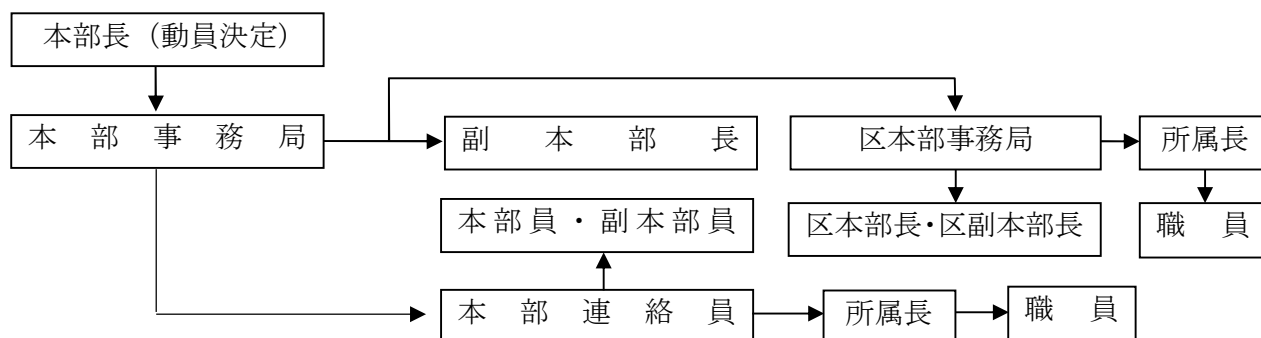 本部長（動員決定）
本部事務局
副本部長
区本部事務局
所属長
本部員・副本部員
区本部長・区副本部長
職員
本部連絡員
所属長
職員